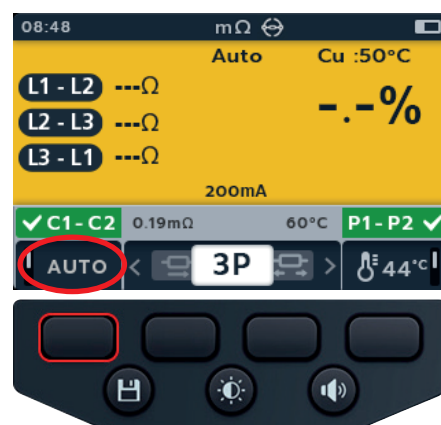 08:48 mΩ
Auto Cu :50°C
L1 - L2 ---Ω
-.-%
L2 - L3 ---Ω
L3 - L1 ---Ω
200mA
✓ C1-C2 0.19mΩ 60°C P1-P2 ✓
AUTO < 3P > 44°C